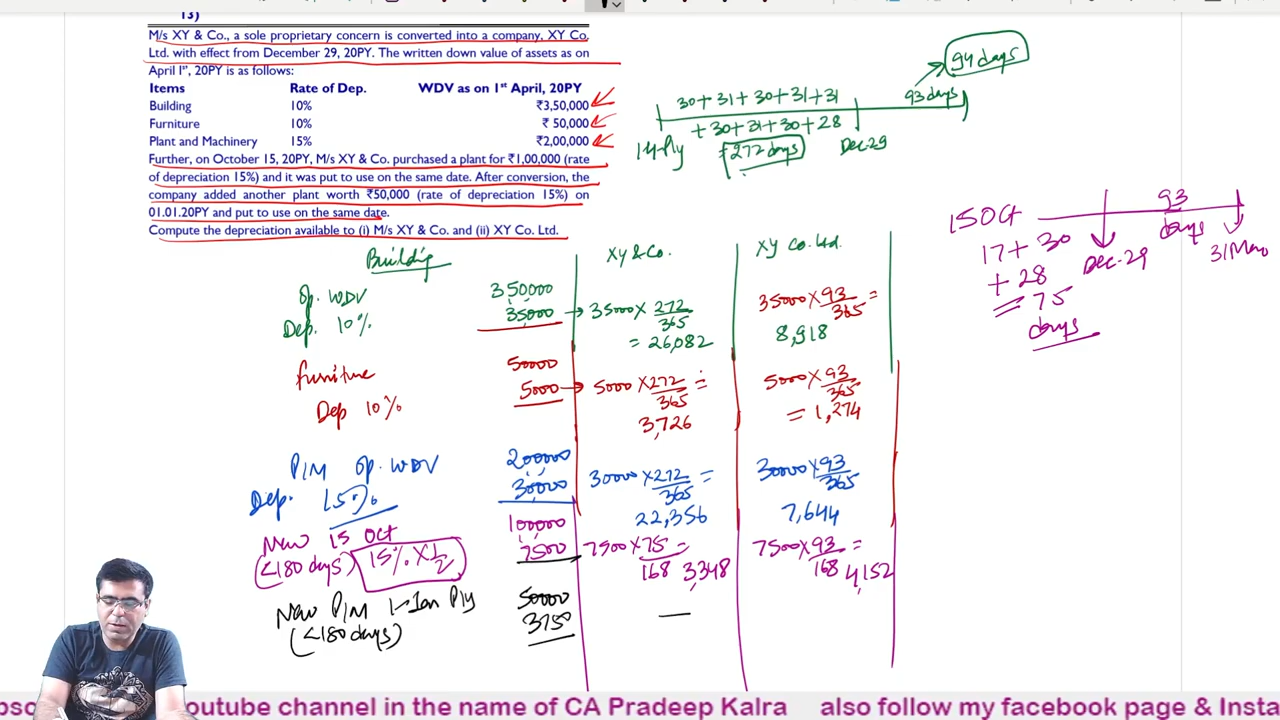 13)
M/s XY & Co., a sole proprietary concern is converted into a company, XY Co.
Ltd. with effect from December 29, 20PY. The written down value of assets as on
April 1st, 20PY is as follows:
Items Rate of Dep. WDV as on 1st April, 20PY
Building 10% ₹3,50,000
Furniture 10% ₹ 50,000
Plant and Machinery 15% ₹2,00,000
Further, on October 15, 20PY, M/s XY & Co. purchased a plant for ₹1,00,000 (rate
of depreciation 15%) and it was put to use on the same date. After conversion, the
company added another plant worth ₹50,000 (rate of depreciation 15%) on
01.01.20PY and put to use on the same date.
Compute the depreciation available to (i) M/s XY & Co. and (ii) XY Co. Ltd.
94 days
30+31+30+31+31
93 days
+30+31+30+28
Dec-29
=272 days
15 Oct
93
days
17+30
Dec-29
31 Mar
+28
= 75
days
Building
XY & Co.
XY Co. Ltd.
Op. WDV 350000
Dep. 10% 35000 → 35000 × 272/365 35000 × 93/365 =
= 26,082 8,918
furniture 50000
Dep 10% 5000 → 5000 × 272/365 = 5000 × 93/365
3,726 = 1,274
P/M Op. WDV 200000
Dep. 15% 30000 30000 × 272/365 = 30000 × 93/365
22,356 7,644
New 15 Oct 100000
(<180 days) 15% × 1/2 7500 7500 × 75/168 = 7500 × 93/168 =
3,348 4,152
New P/M 1-Jan Ply 50000 —
(<180 days) 3750
outube channel in the name of CA Pradeep Kalra also follow my facebook page & Insta